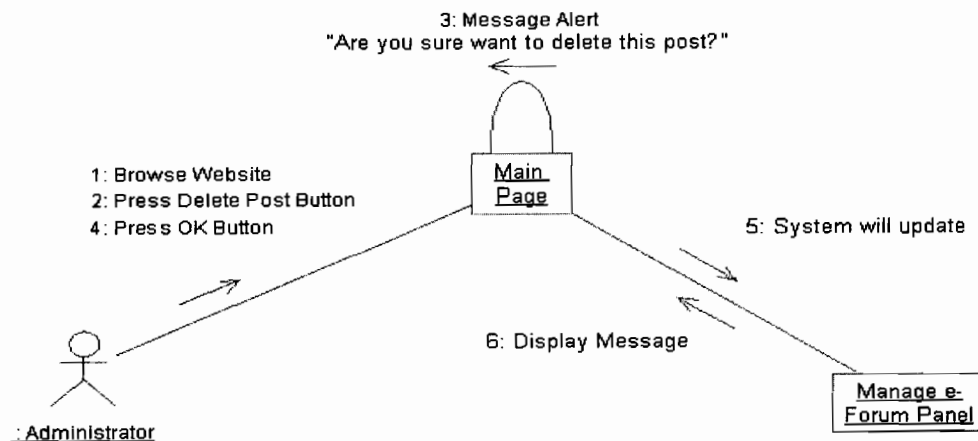 3: Message Alert
"Are you sure want to delete this post?"
1: Browse Website
2: Press Delete Post Button
4: Press OK Button
Main
Page
5: System will update
6: Display Message
Manage e-
Forum Panel
: Administrator